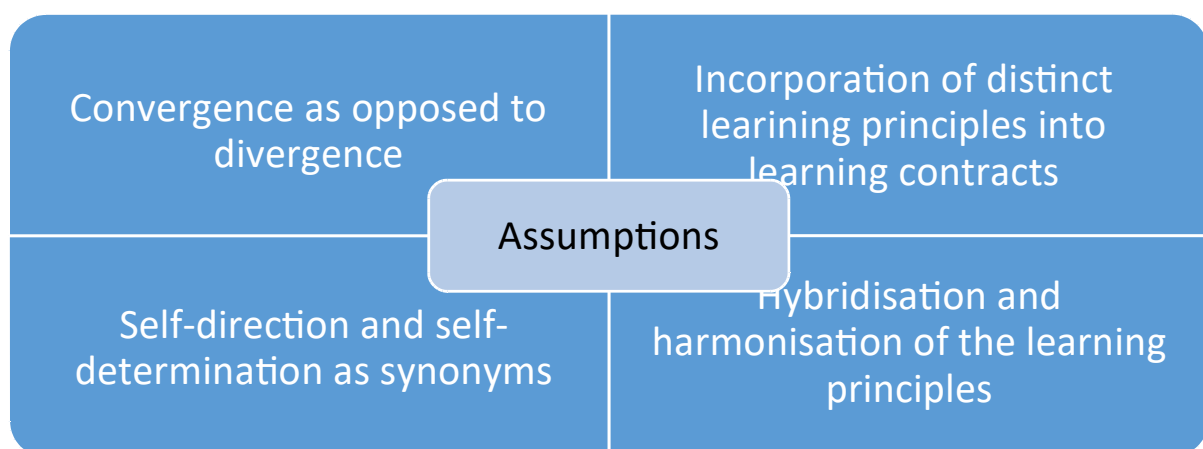 Convergence as opposed to
divergence
Incorporation of distinct
learining principles into
learning contracts
Assumptions
Self-direction and self-
determination as synonyms
Hybridisation and
harmonisation of the learning
principles